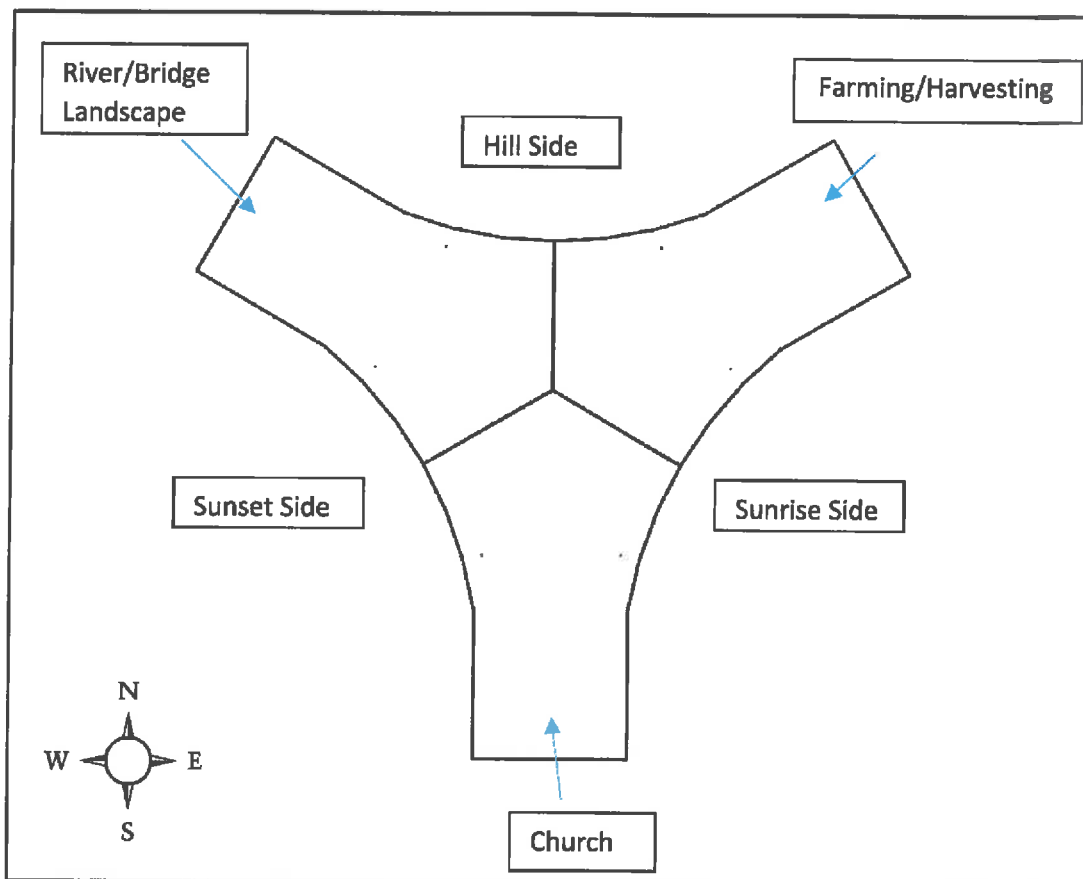 River/Bridge
Landscape
Hill Side
Farming/Harvesting
Sunset Side
Sunrise Side
N
W
E
S
Church